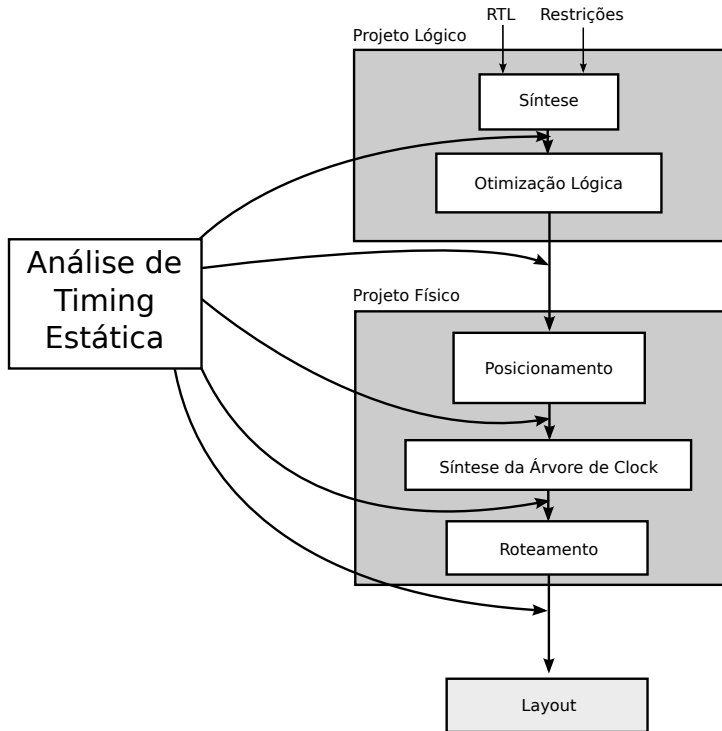 RTL
Restrições
Projeto Lógico
Síntese
Otimização Lógica
Análise de
Timing
Estática
Projeto Físico
Posicionamento
Síntese da Árvore de Clock
Roteamento
Layout